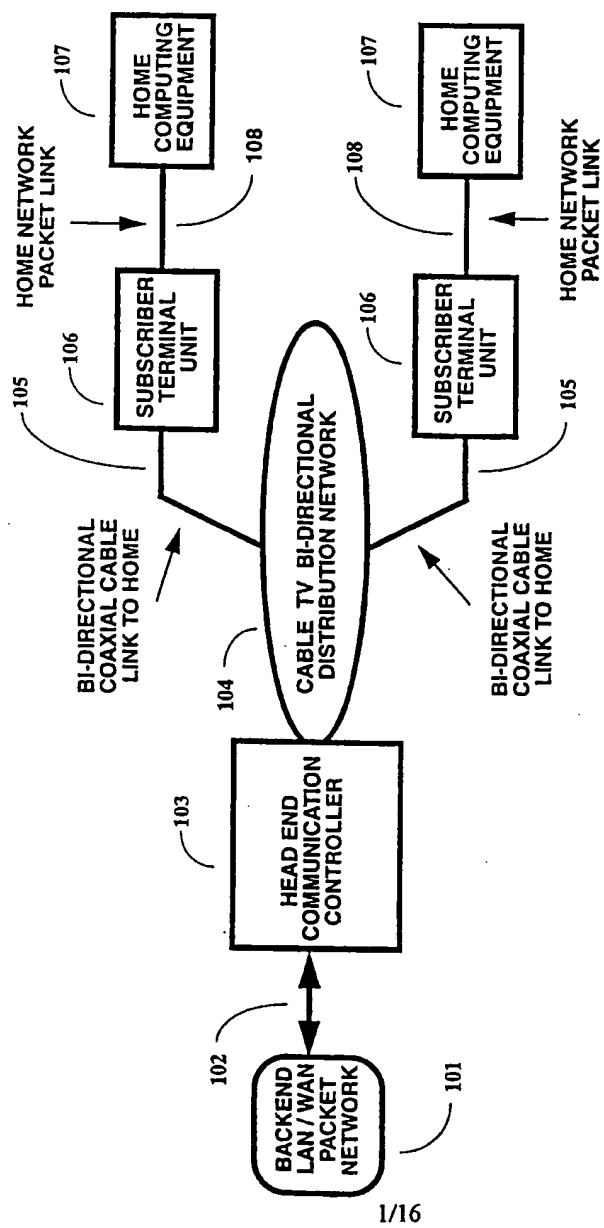 BACKEND
LAN / WAN
PACKET
NETWORK
101
102
HEAD END
COMMUNICATION
CONTROLLER
103
CABLE TV BI-DIRECTIONAL
DISTRIBUTION NETWORK
104
BI-DIRECTIONAL
COAXIAL CABLE
LINK TO HOME
105
SUBSCRIBER
TERMINAL
UNIT
106
HOME NETWORK
PACKET LINK
108
HOME
COMPUTING
EQUIPMENT
107
BI-DIRECTIONAL
COAXIAL CABLE
LINK TO HOME
105
SUBSCRIBER
TERMINAL
UNIT
106
HOME NETWORK
PACKET LINK
108
HOME
COMPUTING
EQUIPMENT
107
1/16